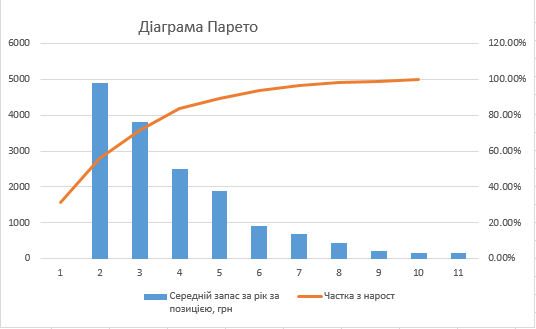 Діаграма Парето
6000 120.00%
5000 100.00%
4000 80.00%
3000 60.00%
2000 40.00%
1000 20.00%
0 0.00%
1 2 3 4 5 6 7 8 9 10 11
Середній запас за рік за
позицією, грн
Частка з нарост